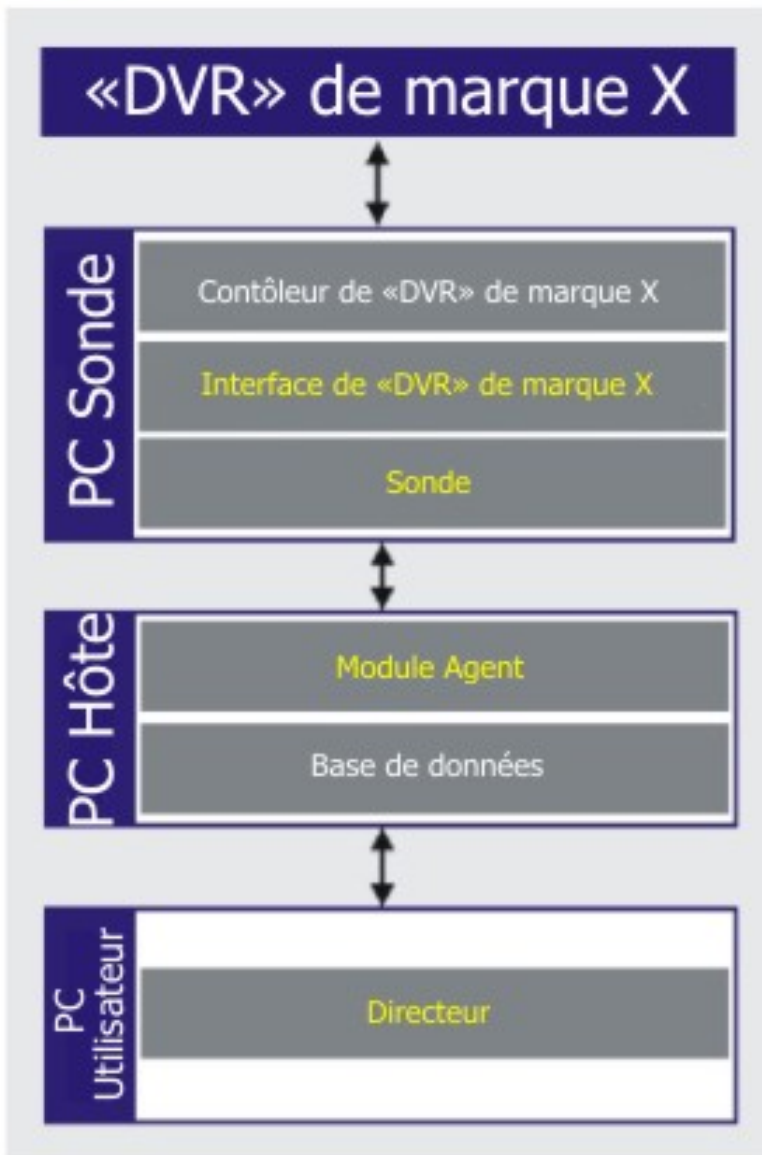 «DVR» de marque X
PC Sonde
Contôleur de «DVR» de marque X
Interface de «DVR» de marque X
Sonde
PC Hôte
Module Agent
Base de données
PC
Utilisateur
Directeur